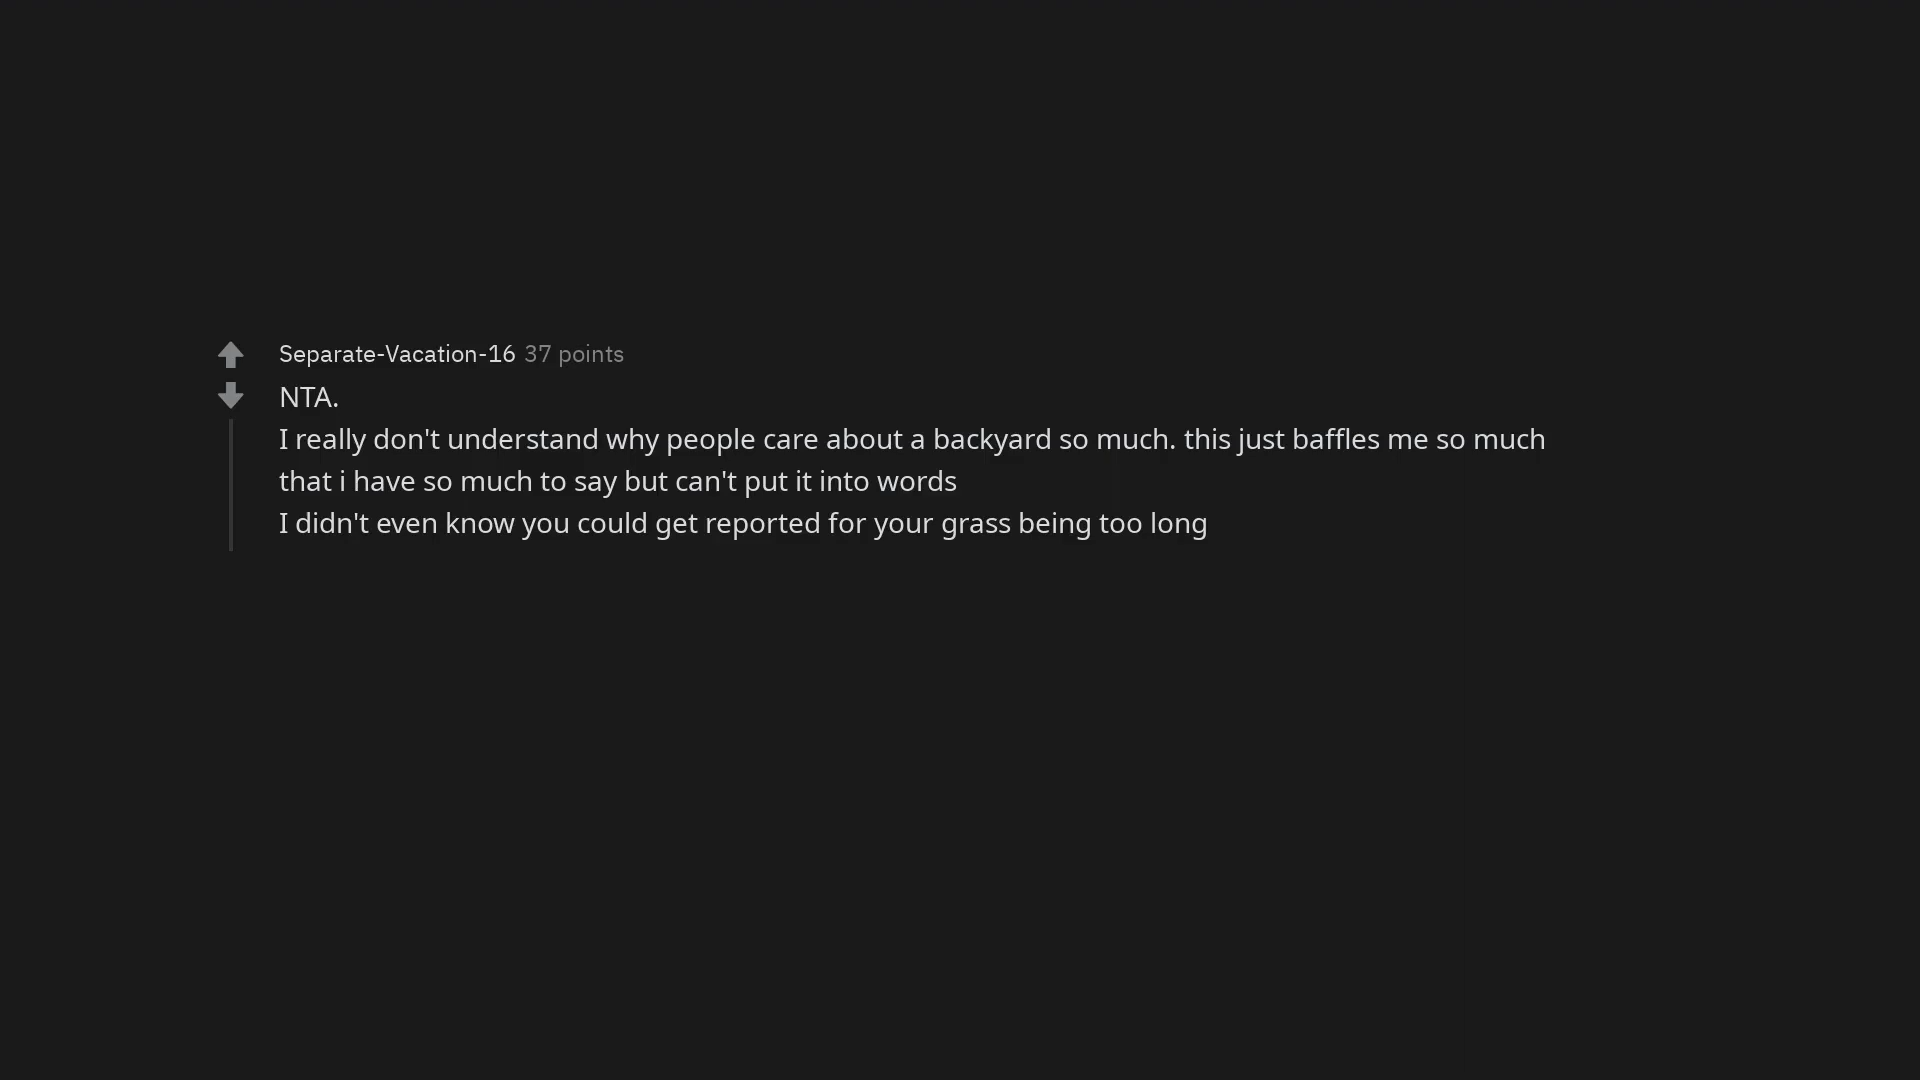 Separate-Vacation-16 37 points
NTA.
I really don't understand why people care about a backyard so much. this just baffles me so much
that i have so much to say but can't put it into words
I didn't even know you could get reported for your grass being too long